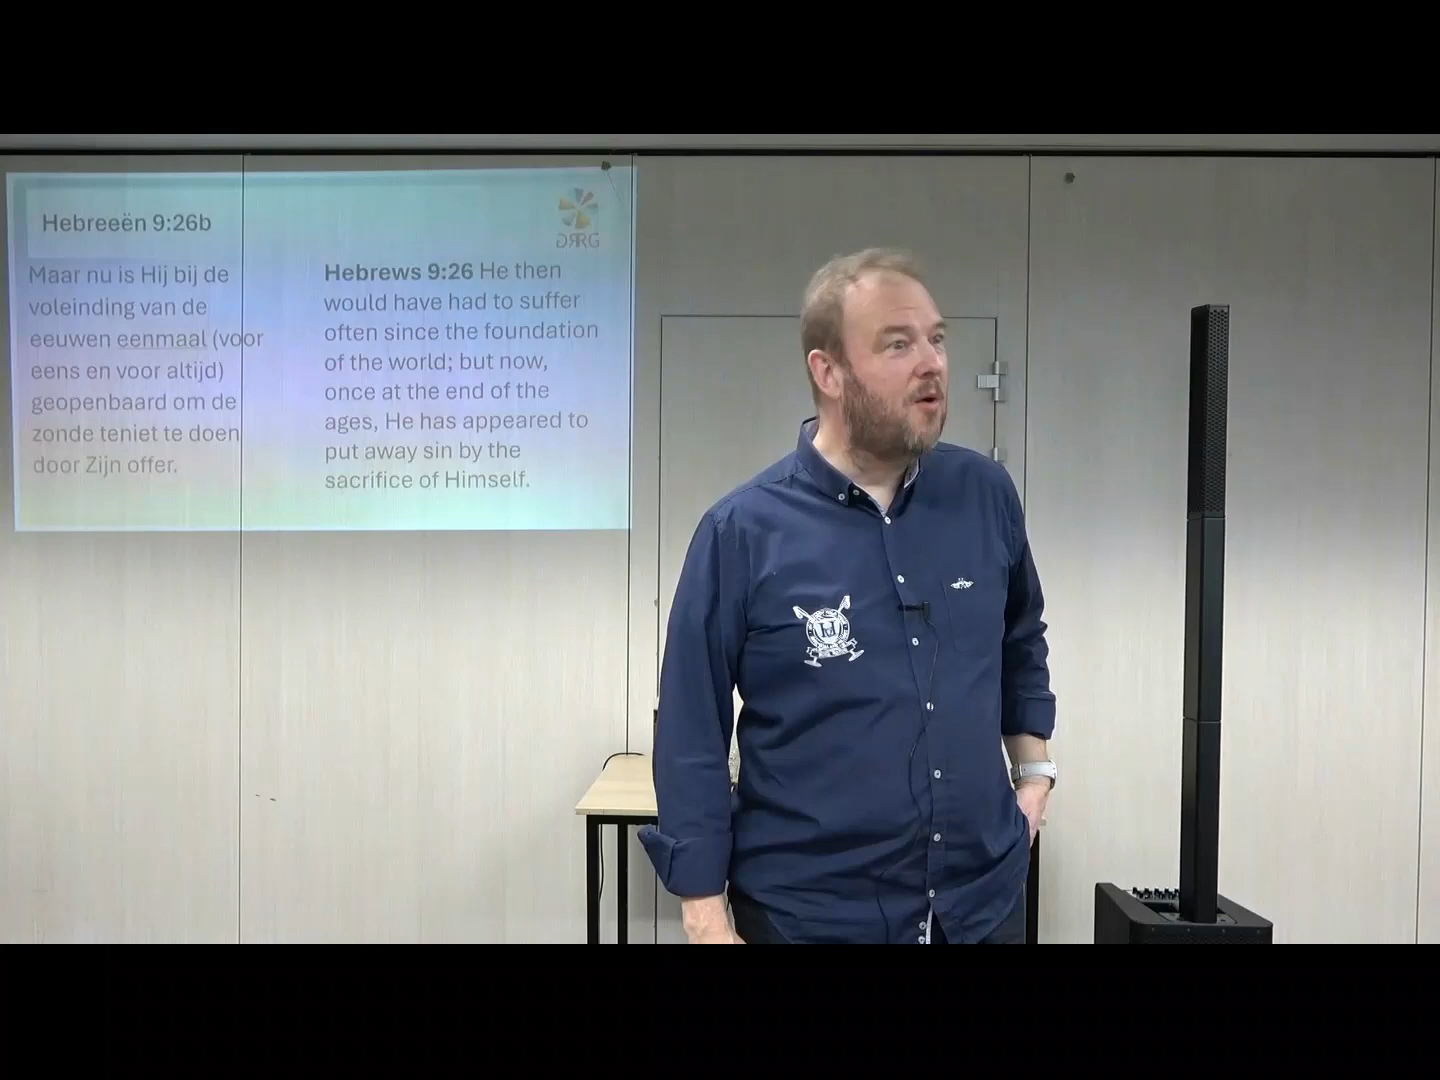 Hebreeën 9:26b
Maar nu is Hij bij de
voleinding van de
eeuwen eenmaal (voor
eens en voor altijd)
geopenbaard om de
zonde teniet te doen
door Zijn offer.
Hebrews 9:26 He then
would have had to suffer
often since the foundation
of the world; but now,
once at the end of the
ages, He has appeared to
put away sin by the
sacrifice of Himself.